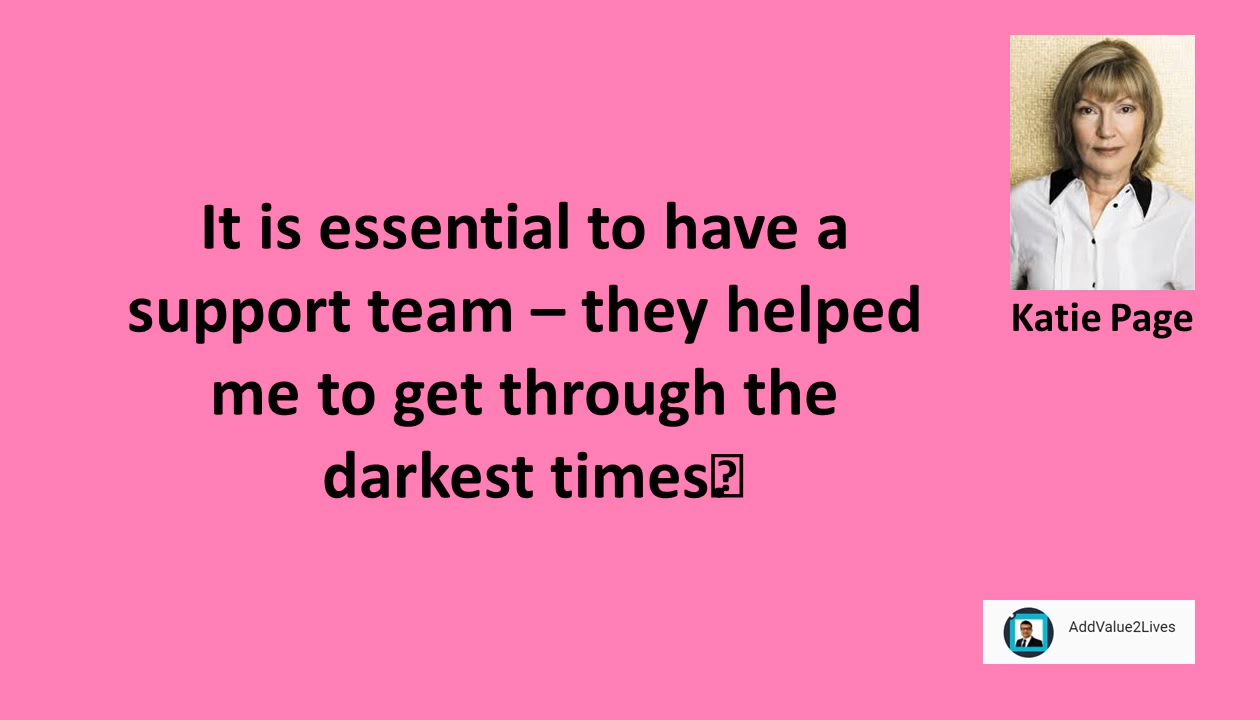 It is essential to have a
support team – they helped
me to get through the
darkest times
Katie Page
AddValue2Lives